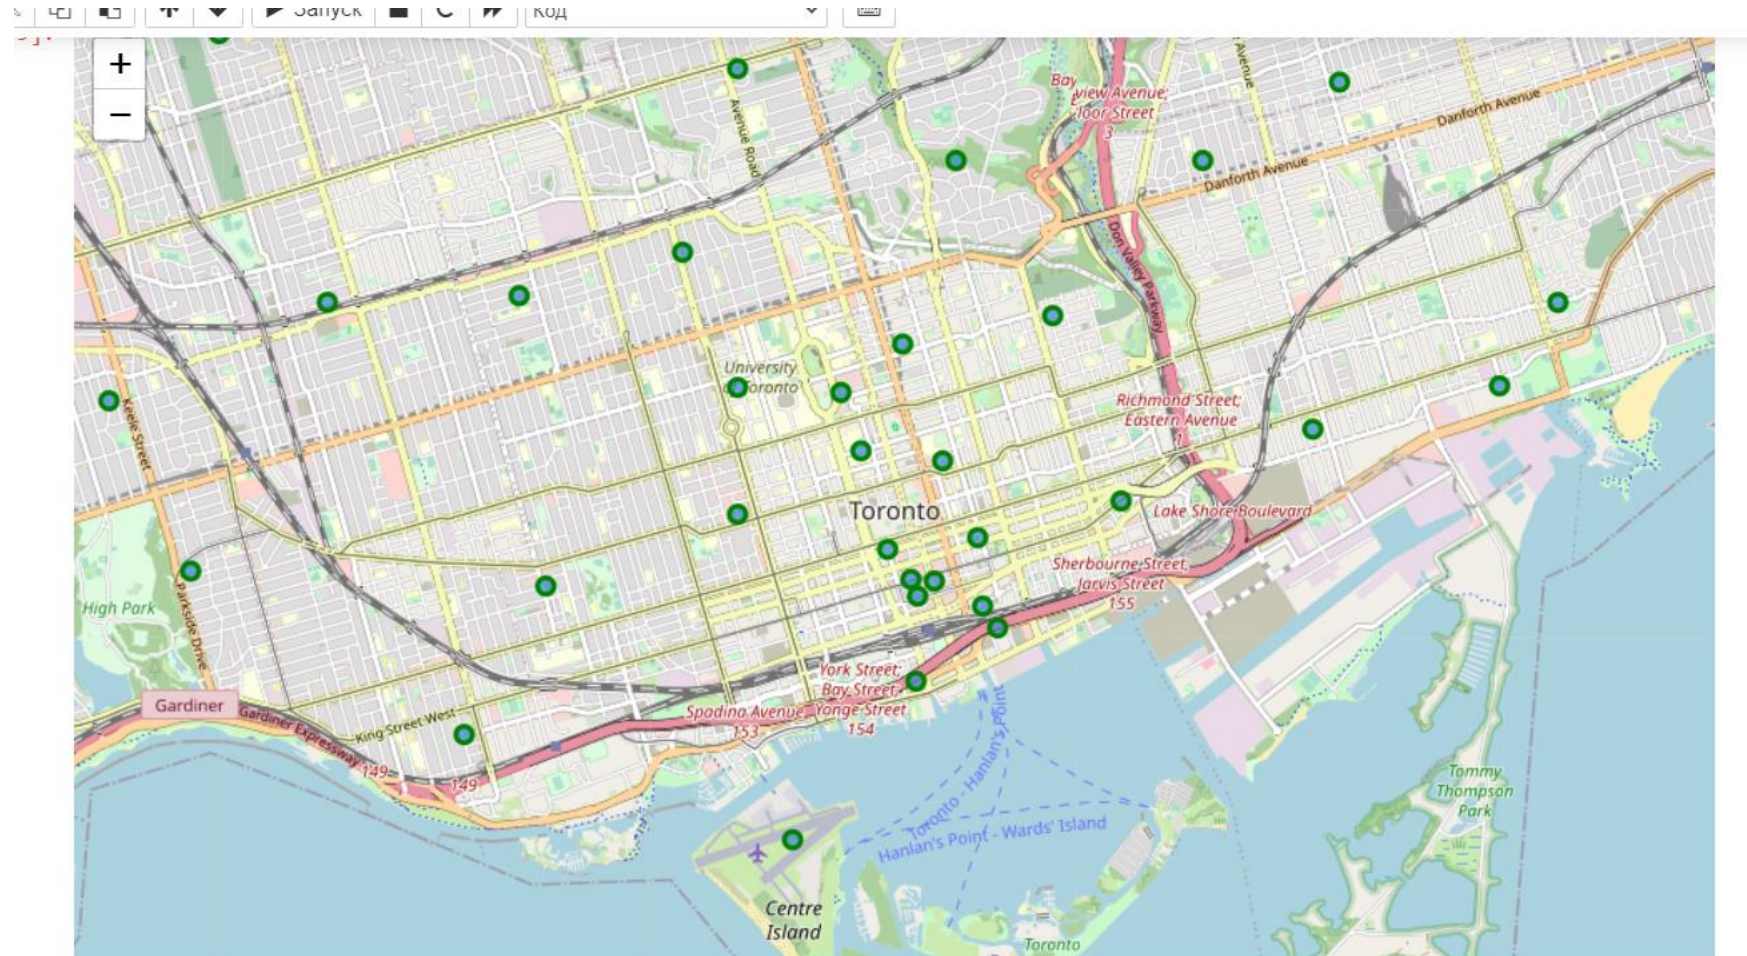 Запуск
Код
+
−
Avenue Road
Bay
view Avenue;
loor Street
3
Avenue
Danforth Avenue
Danforth Avenue
Don Valley Parkway
University
Toronto
Keele Street
Richmond Street;
Eastern Avenue
1
Toronto
Lake Shore Boulevard
Sherbourne Street;
Jarvis Street
155
High Park
Parkside Drive
Gardiner
Gardiner Expressway
King Street West
149
149
York Street;
Bay Street;
Yonge Street
154
Spadina Avenue
153
Toronto - Hanlan's Point
Hanlan's Point - Wards' Island
Tommy
Thompson
Park
Centre
Island
Toronto